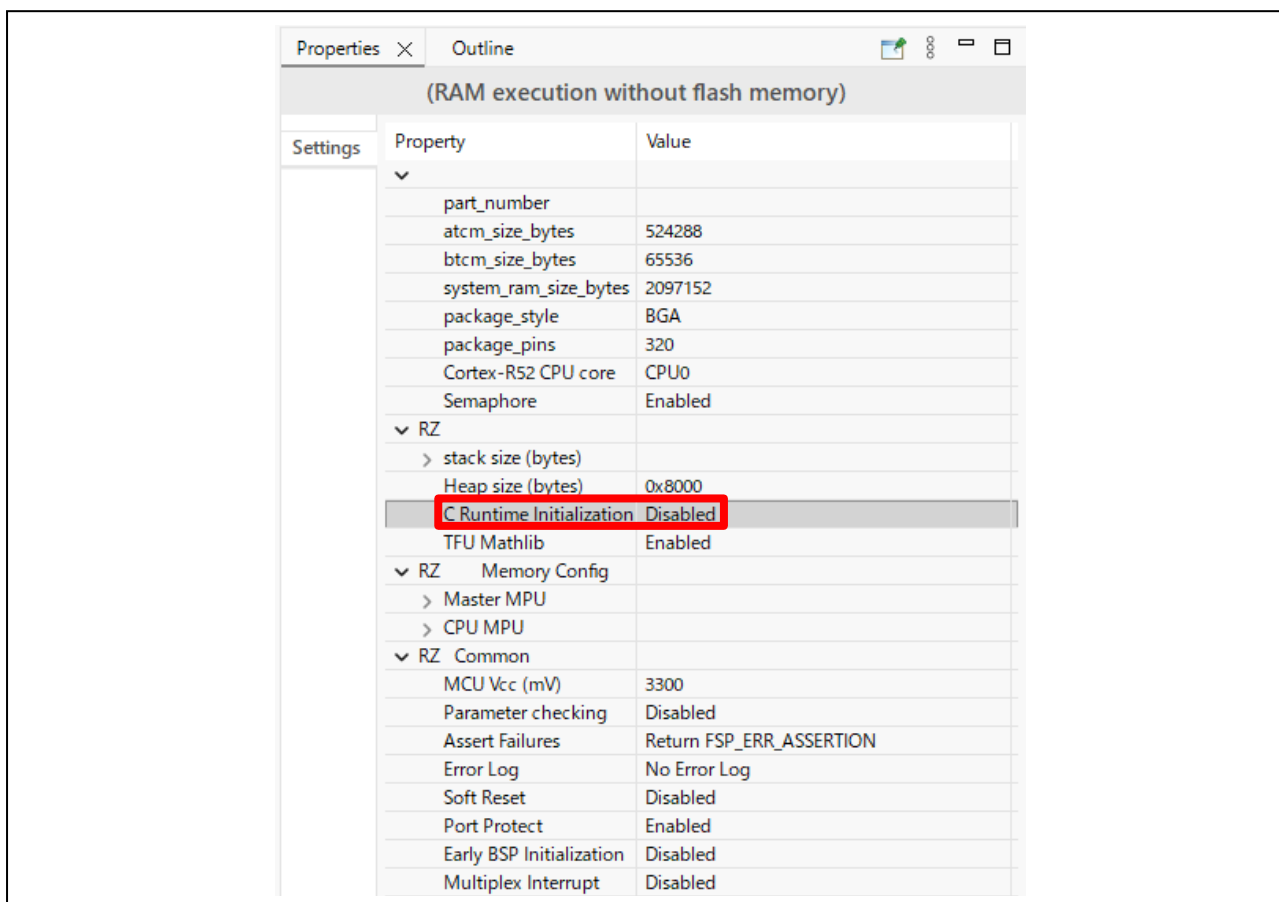 Properties Outline
(RAM execution without flash memory)
Settings Property Value
part_number
atcm_size_bytes 524288
btcm_size_bytes 65536
system_ram_size_bytes 2097152
package_style BGA
package_pins 320
Cortex-R52 CPU core CPU0
Semaphore Enabled
RZ
stack size (bytes)
Heap size (bytes) 0x8000
C Runtime Initialization Disabled
TFU Mathlib Enabled
RZ Memory Config
Master MPU
CPU MPU
RZ Common
MCU Vcc (mV) 3300
Parameter checking Disabled
Assert Failures Return FSP_ERR_ASSERTION
Error Log No Error Log
Soft Reset Disabled
Port Protect Enabled
Early BSP Initialization Disabled
Multiplex Interrupt Disabled